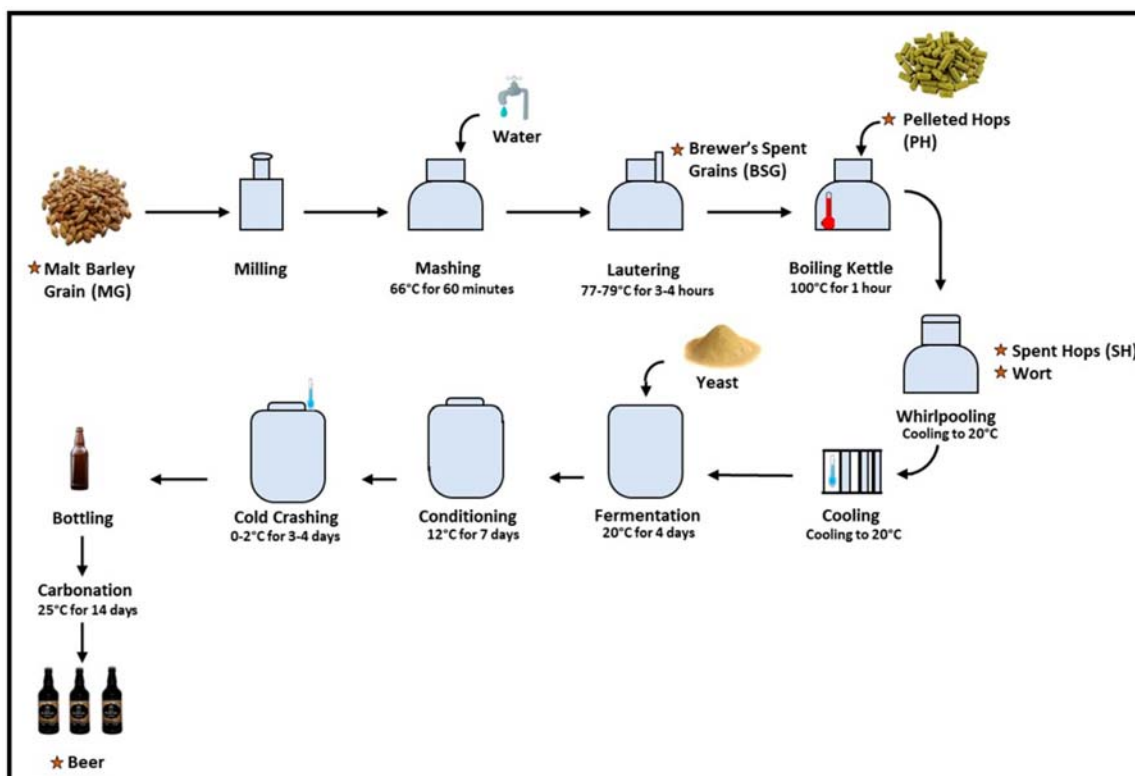 Water
Pelleted Hops
(PH)
Brewer's Spent
Grains (BSG)
Malt Barley
Grain (MG)
Milling
Mashing
66°C for 60 minutes
Lautering
77-79°C for 3-4 hours
Boiling Kettle
100°C for 1 hour
Spent Hops (SH)
Wort
Whirlpooling
Cooling to 20°C
Yeast
Bottling
Cold Crashing
0-2°C for 3-4 days
Conditioning
12°C for 7 days
Fermentation
20°C for 4 days
Cooling
Cooling to 20°C
Carbonation
25°C for 14 days
Beer